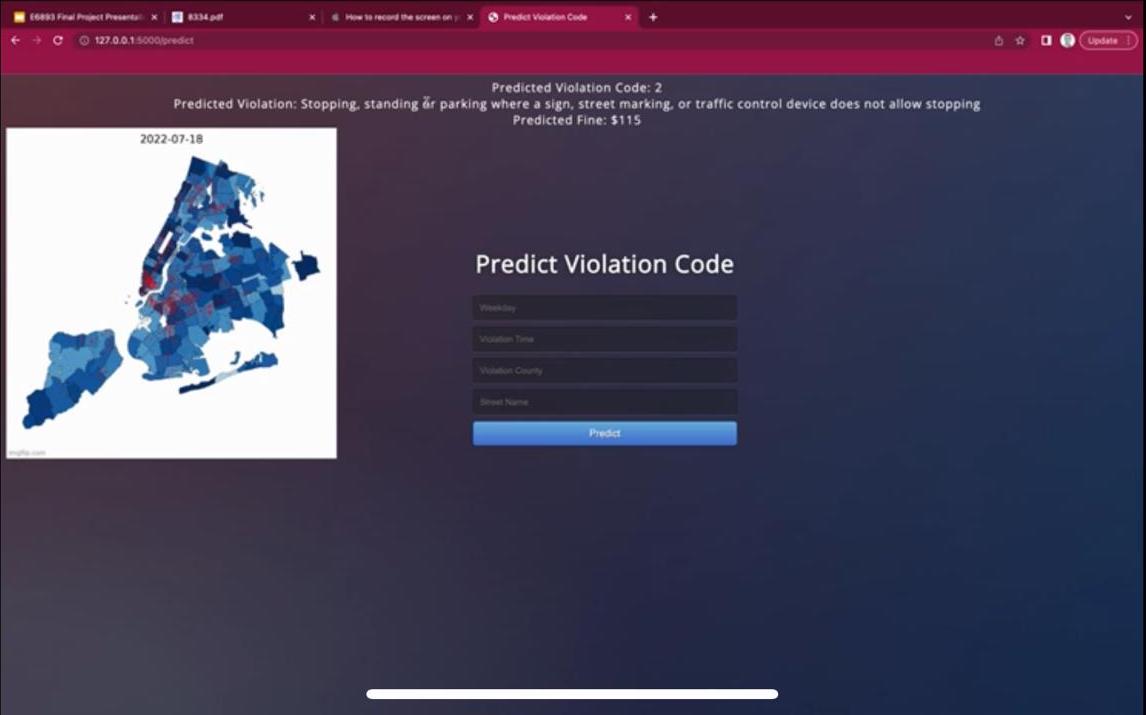 E6893 Final Project Presentati
8334.pdf
How to record the screen on y
Predict Violation Code
127.0.0.1:5000/predict
Update
Predicted Violation Code: 2
Predicted Violation: Stopping, standing or parking where a sign, street marking, or traffic control device does not allow stopping
Predicted Fine: $115
2022-07-18
imgflip.com
Predict Violation Code
Weekday
Violation Time
Violation County
Street Name
Predict